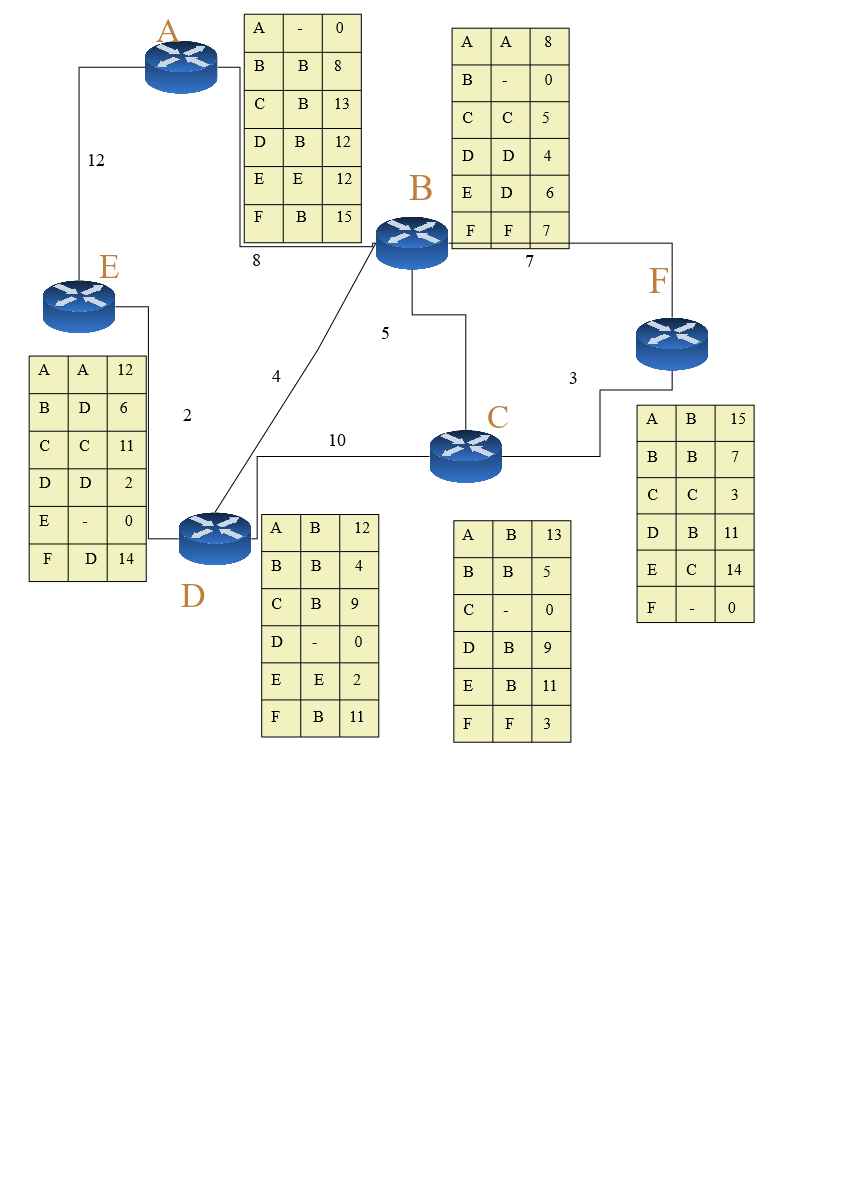 A
A - 0
B B 8
C B 13
D B 12
E E 12
F B 15
A A 8
B - 0
C C 5
D D 4
E D 6
F F 7
12
B
8
7
E
F
5
4
3
2
10
C
A A 12
B D 6
C C 11
D D 2
E - 0
F D 14
A B 15
B B 7
C C 3
D B 11
E C 14
F - 0
D
A B 12
B B 4
C B 9
D - 0
E E 2
F B 11
A B 13
B B 5
C - 0
D B 9
E B 11
F F 3